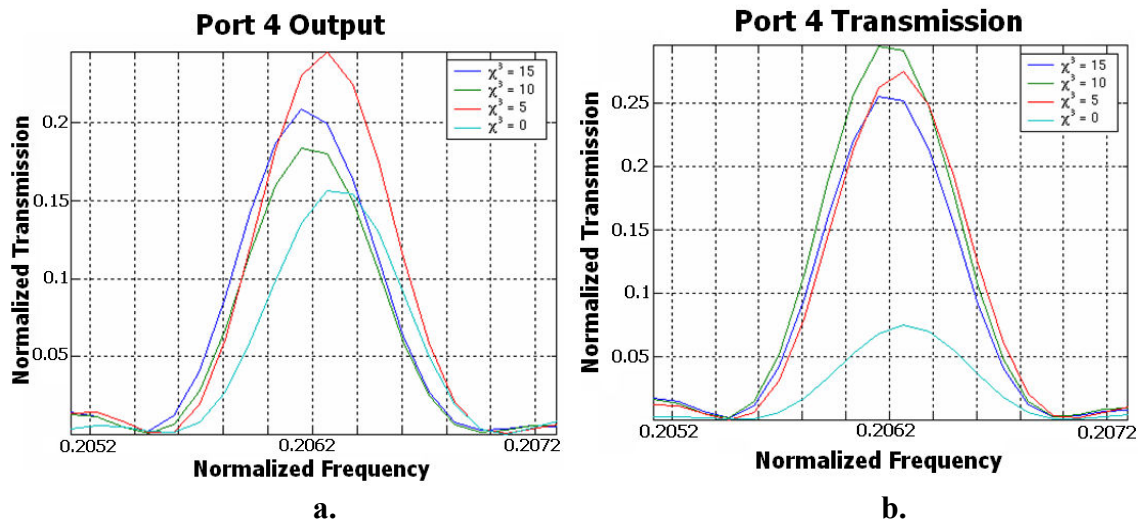 Port 4 Output
Normalized Transmission
0.2
0.15
0.1
0.05
χ³ = 15
χ³ = 10
χ³ = 5
χ³ = 0
0.2052
0.2062
0.2072
Normalized Frequency
a.
Port 4 Transmission
Normalized Transmission
0.25
0.2
0.15
0.1
0.05
χ³ = 15
χ³ = 10
χ³ = 5
χ³ = 0
0.2052
0.2062
0.2072
Normalized Frequency
b.